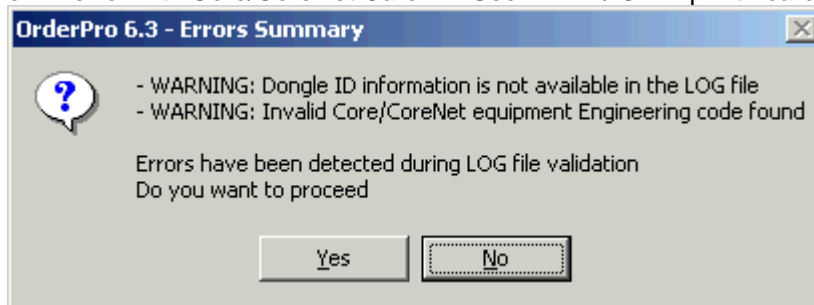 OrderPro 6.3 - Errors Summary
- WARNING: Dongle ID information is not available in the LOG file
- WARNING: Invalid Core/CoreNet equipment Engineering code found
Errors have been detected during LOG file validation
Do you want to proceed
Yes
No